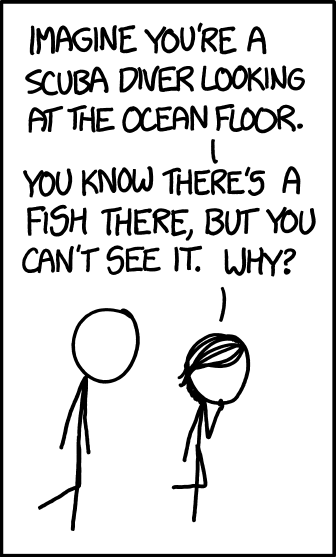 IMAGINE YOU'RE A
SCUBA DIVER LOOKING
AT THE OCEAN FLOOR.
YOU KNOW THERE'S A
FISH THERE, BUT YOU
CAN'T SEE IT. WHY?